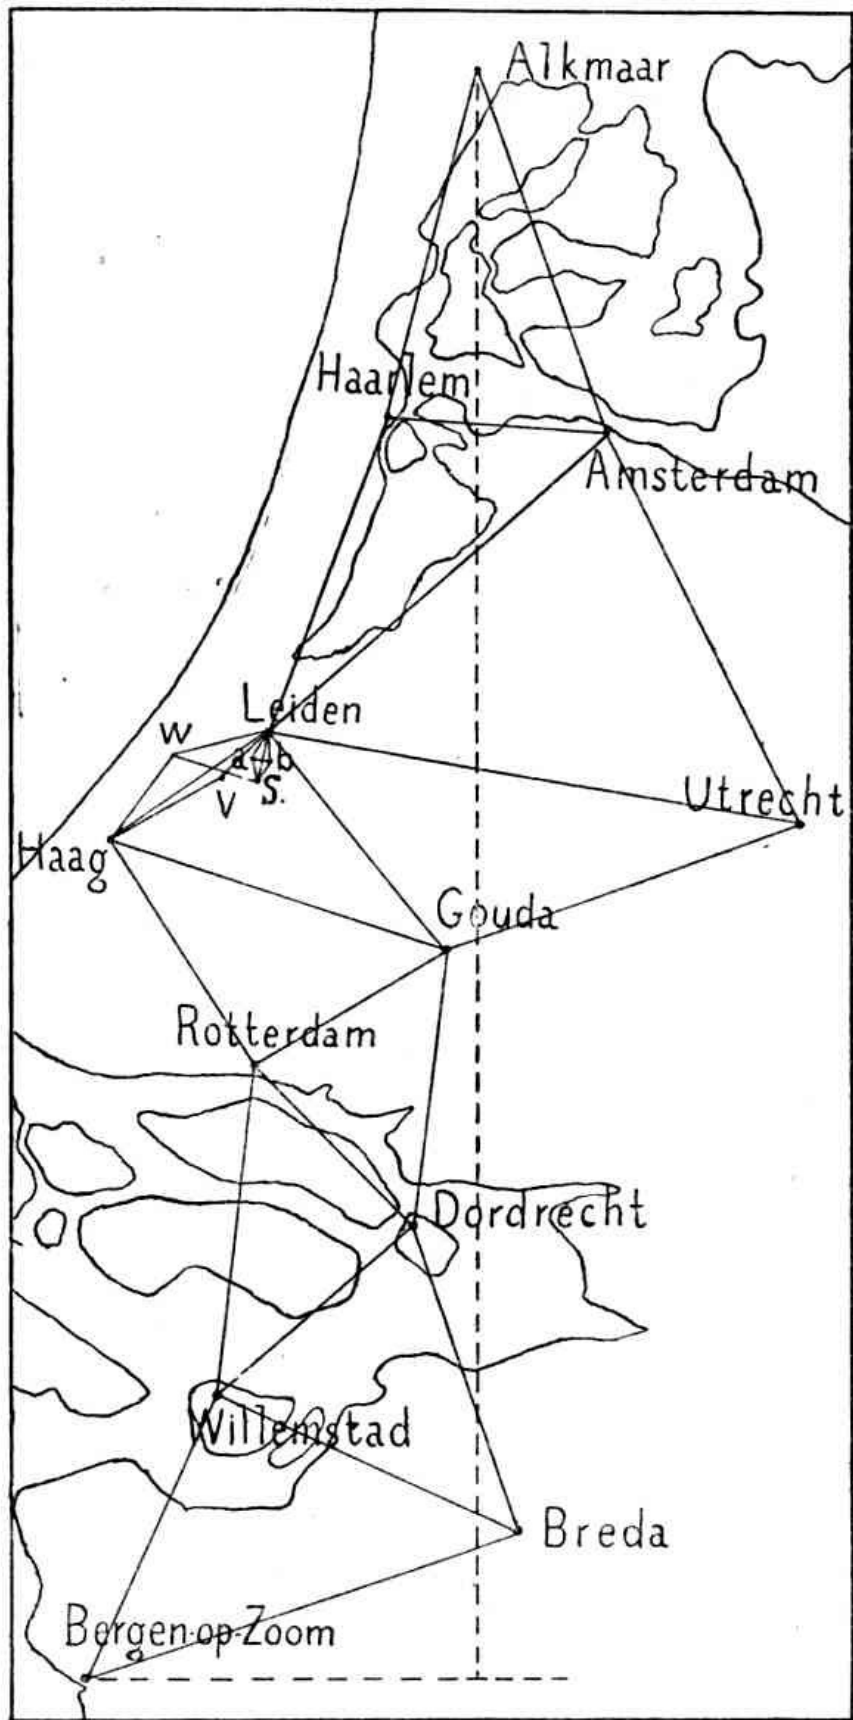 Alkmaar
Haarlem
Amsterdam
Leiden
W
a b
V S.
Utrecht
Haag
Gouda
Rotterdam
Dordrecht
Willemstad
Breda
Bergen-op-Zoom